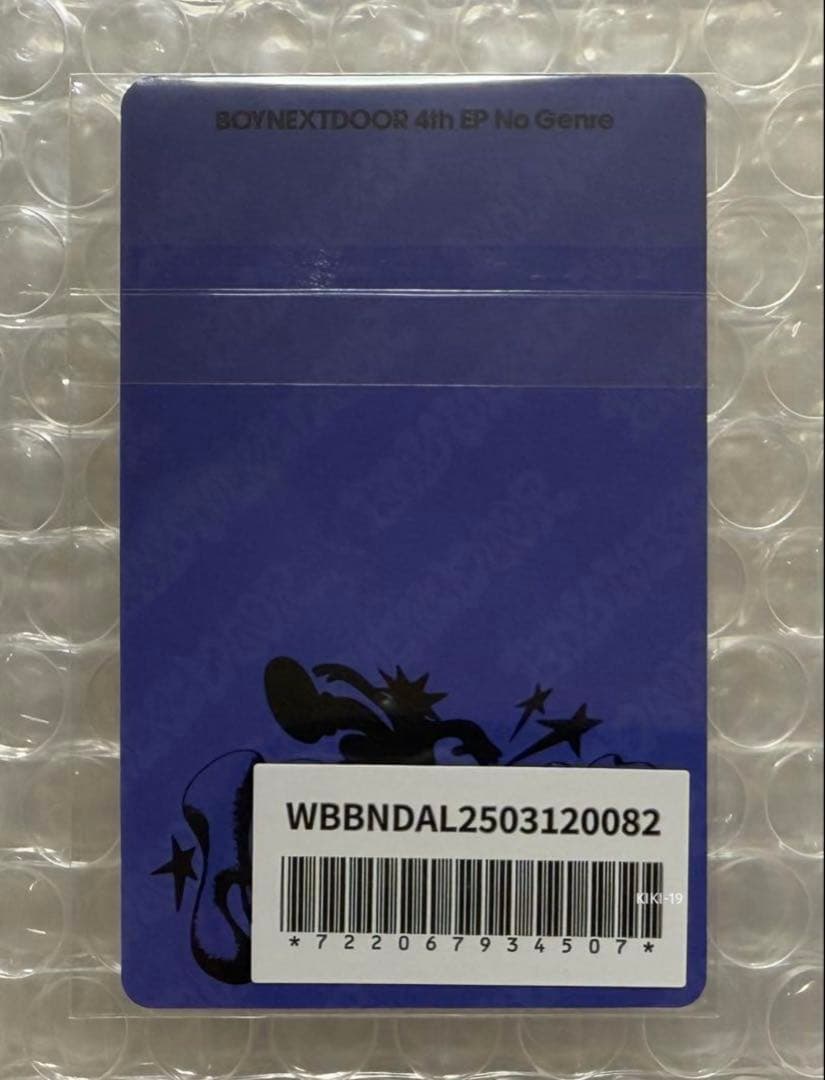 BOYNEXTDOOR 4th EP No Genre
WBBNDAL2503120082
KIKI-19
*722067934507*